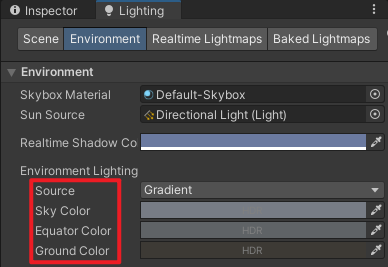 Inspector
Lighting
Scene
Environment
Realtime Lightmaps
Baked Lightmaps
Environment
Skybox Material
Default-Skybox
Sun Source
Directional Light (Light)
Realtime Shadow Co
Environment Lighting
Source
Gradient
Sky Color
Equator Color
HDR
Ground Color
HDR